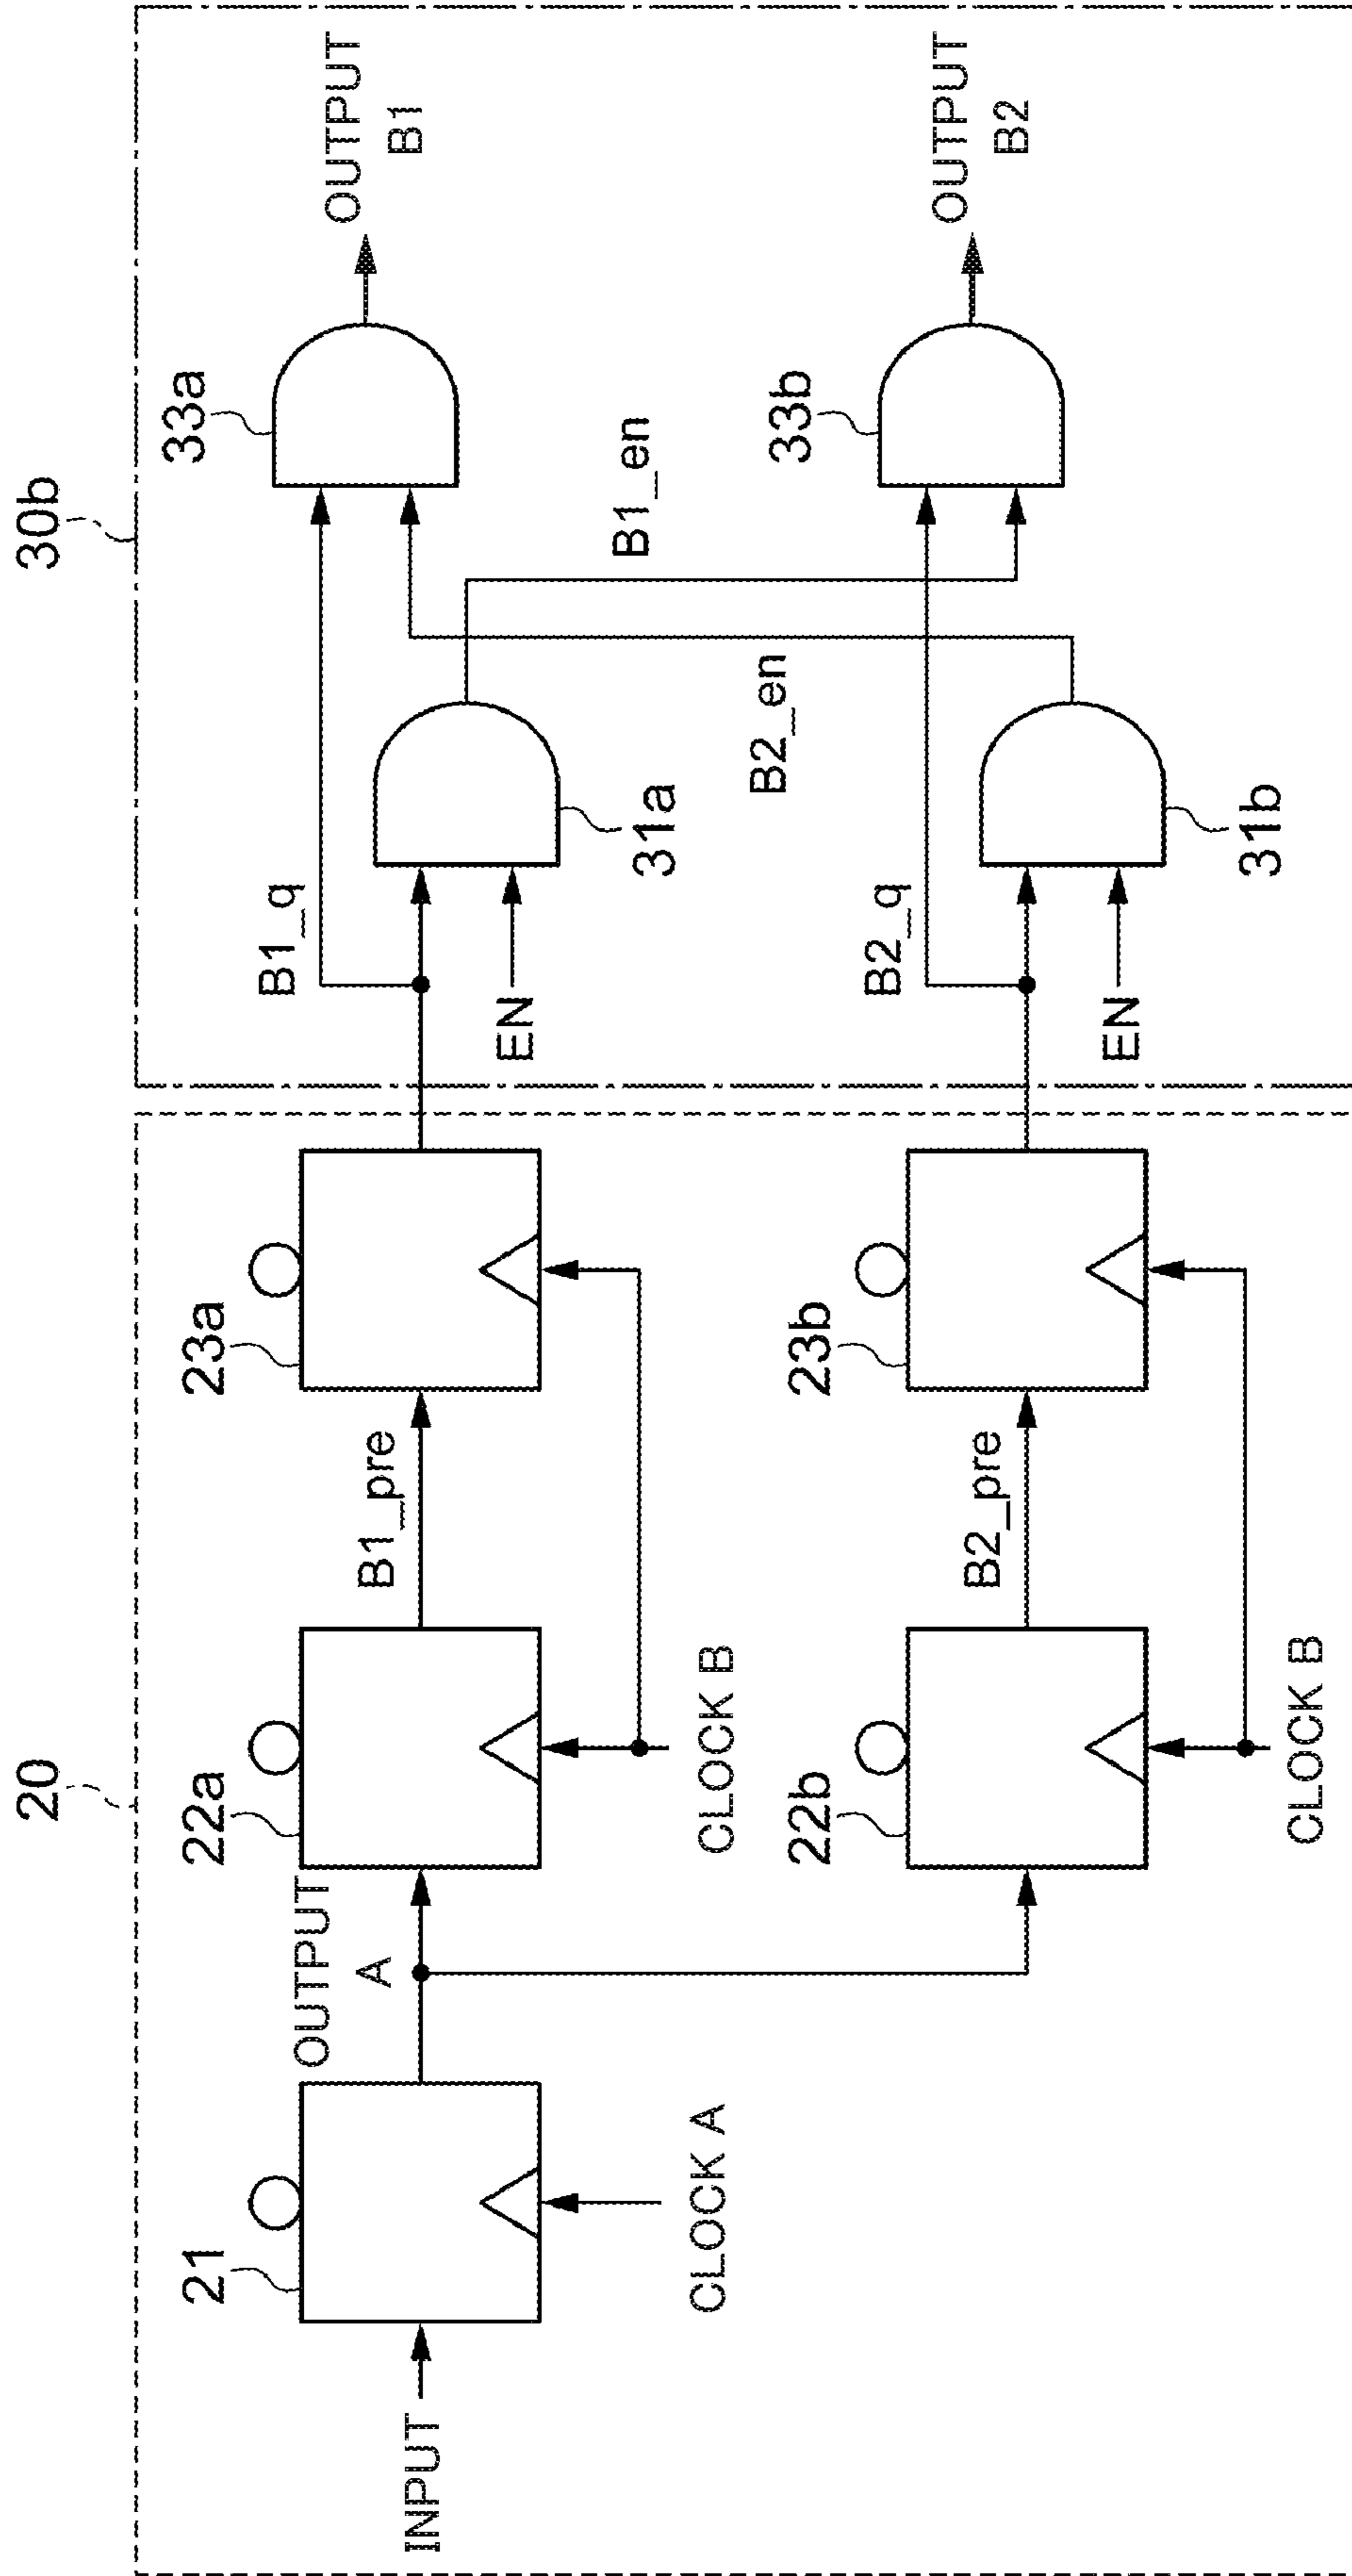 20
30b
21
22a
23a
33a
INPUT
OUTPUT
A
B1_pre
B1_q
OUTPUT
B1
EN
31a
B1_en
CLOCK A
CLOCK B
B2_en
22b
23b
33b
B2_pre
B2_q
OUTPUT
B2
EN
31b
CLOCK B